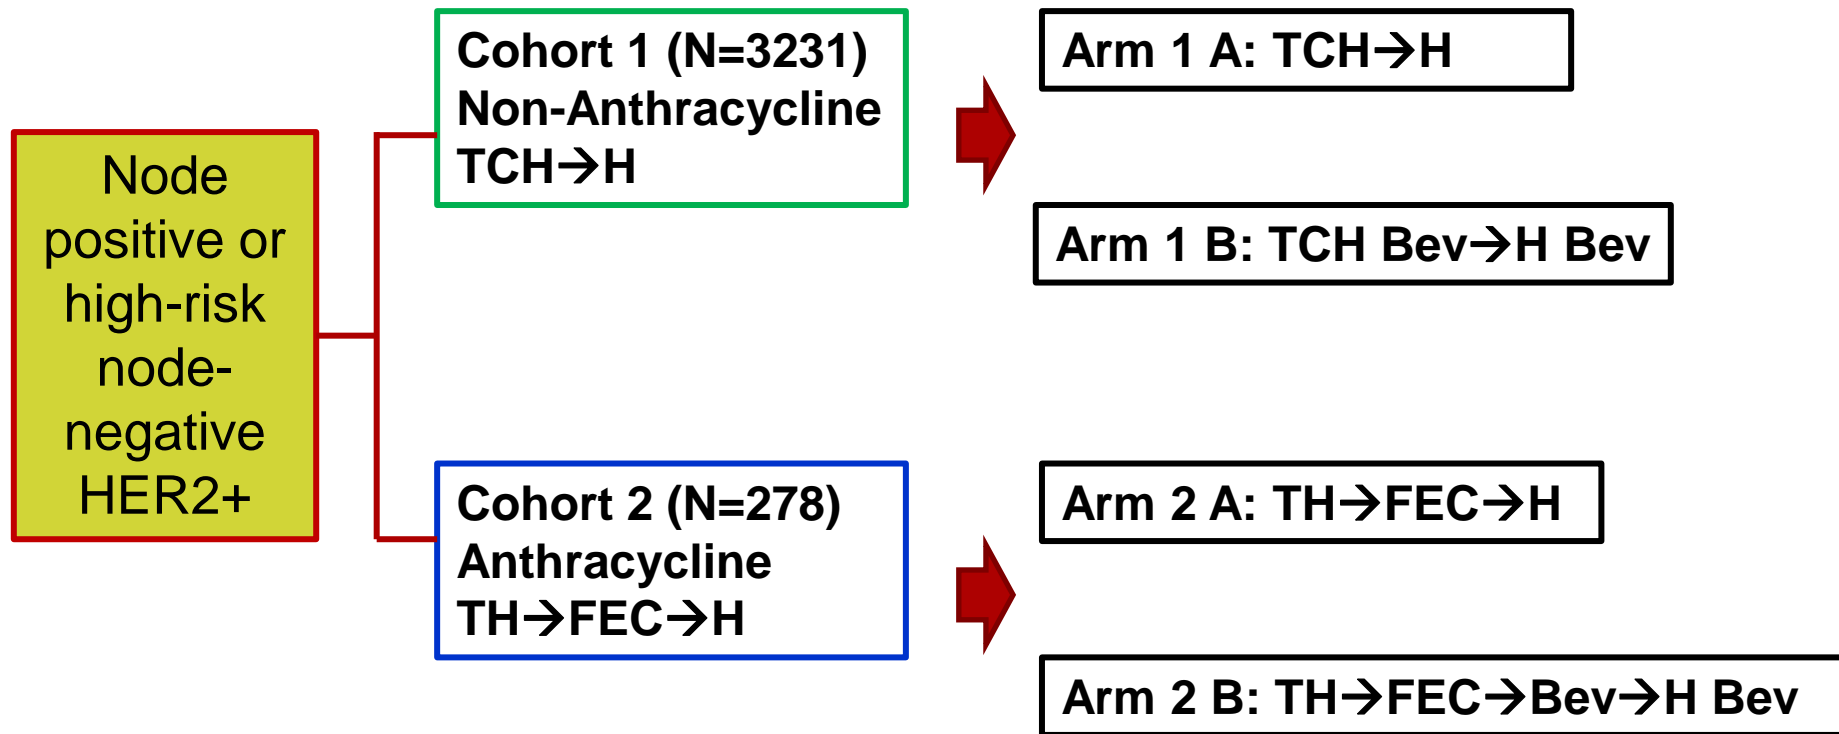 Node
positive or
high-risk
node-
negative
HER2+
Cohort 1 (N=3231)
Non-Anthracycline
TCH→H
Arm 1 A: TCH→H
Arm 1 B: TCH Bev→H Bev
Cohort 2 (N=278)
Anthracycline
TH→FEC→H
Arm 2 A: TH→FEC→H
Arm 2 B: TH→FEC→Bev→H Bev